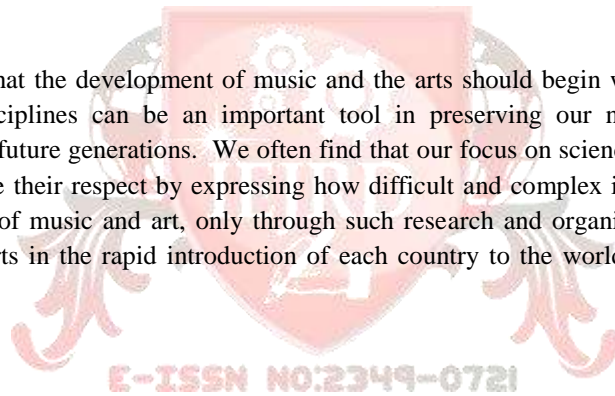 hat the development of music and the arts should begin w
ciplines can be an important tool in preserving our n
future generations. We often find that our focus on scienc
e their respect by expressing how difficult and complex i
of music and art, only through such research and organi
rts in the rapid introduction of each country to the world
E-ISSN NO:2349-0721